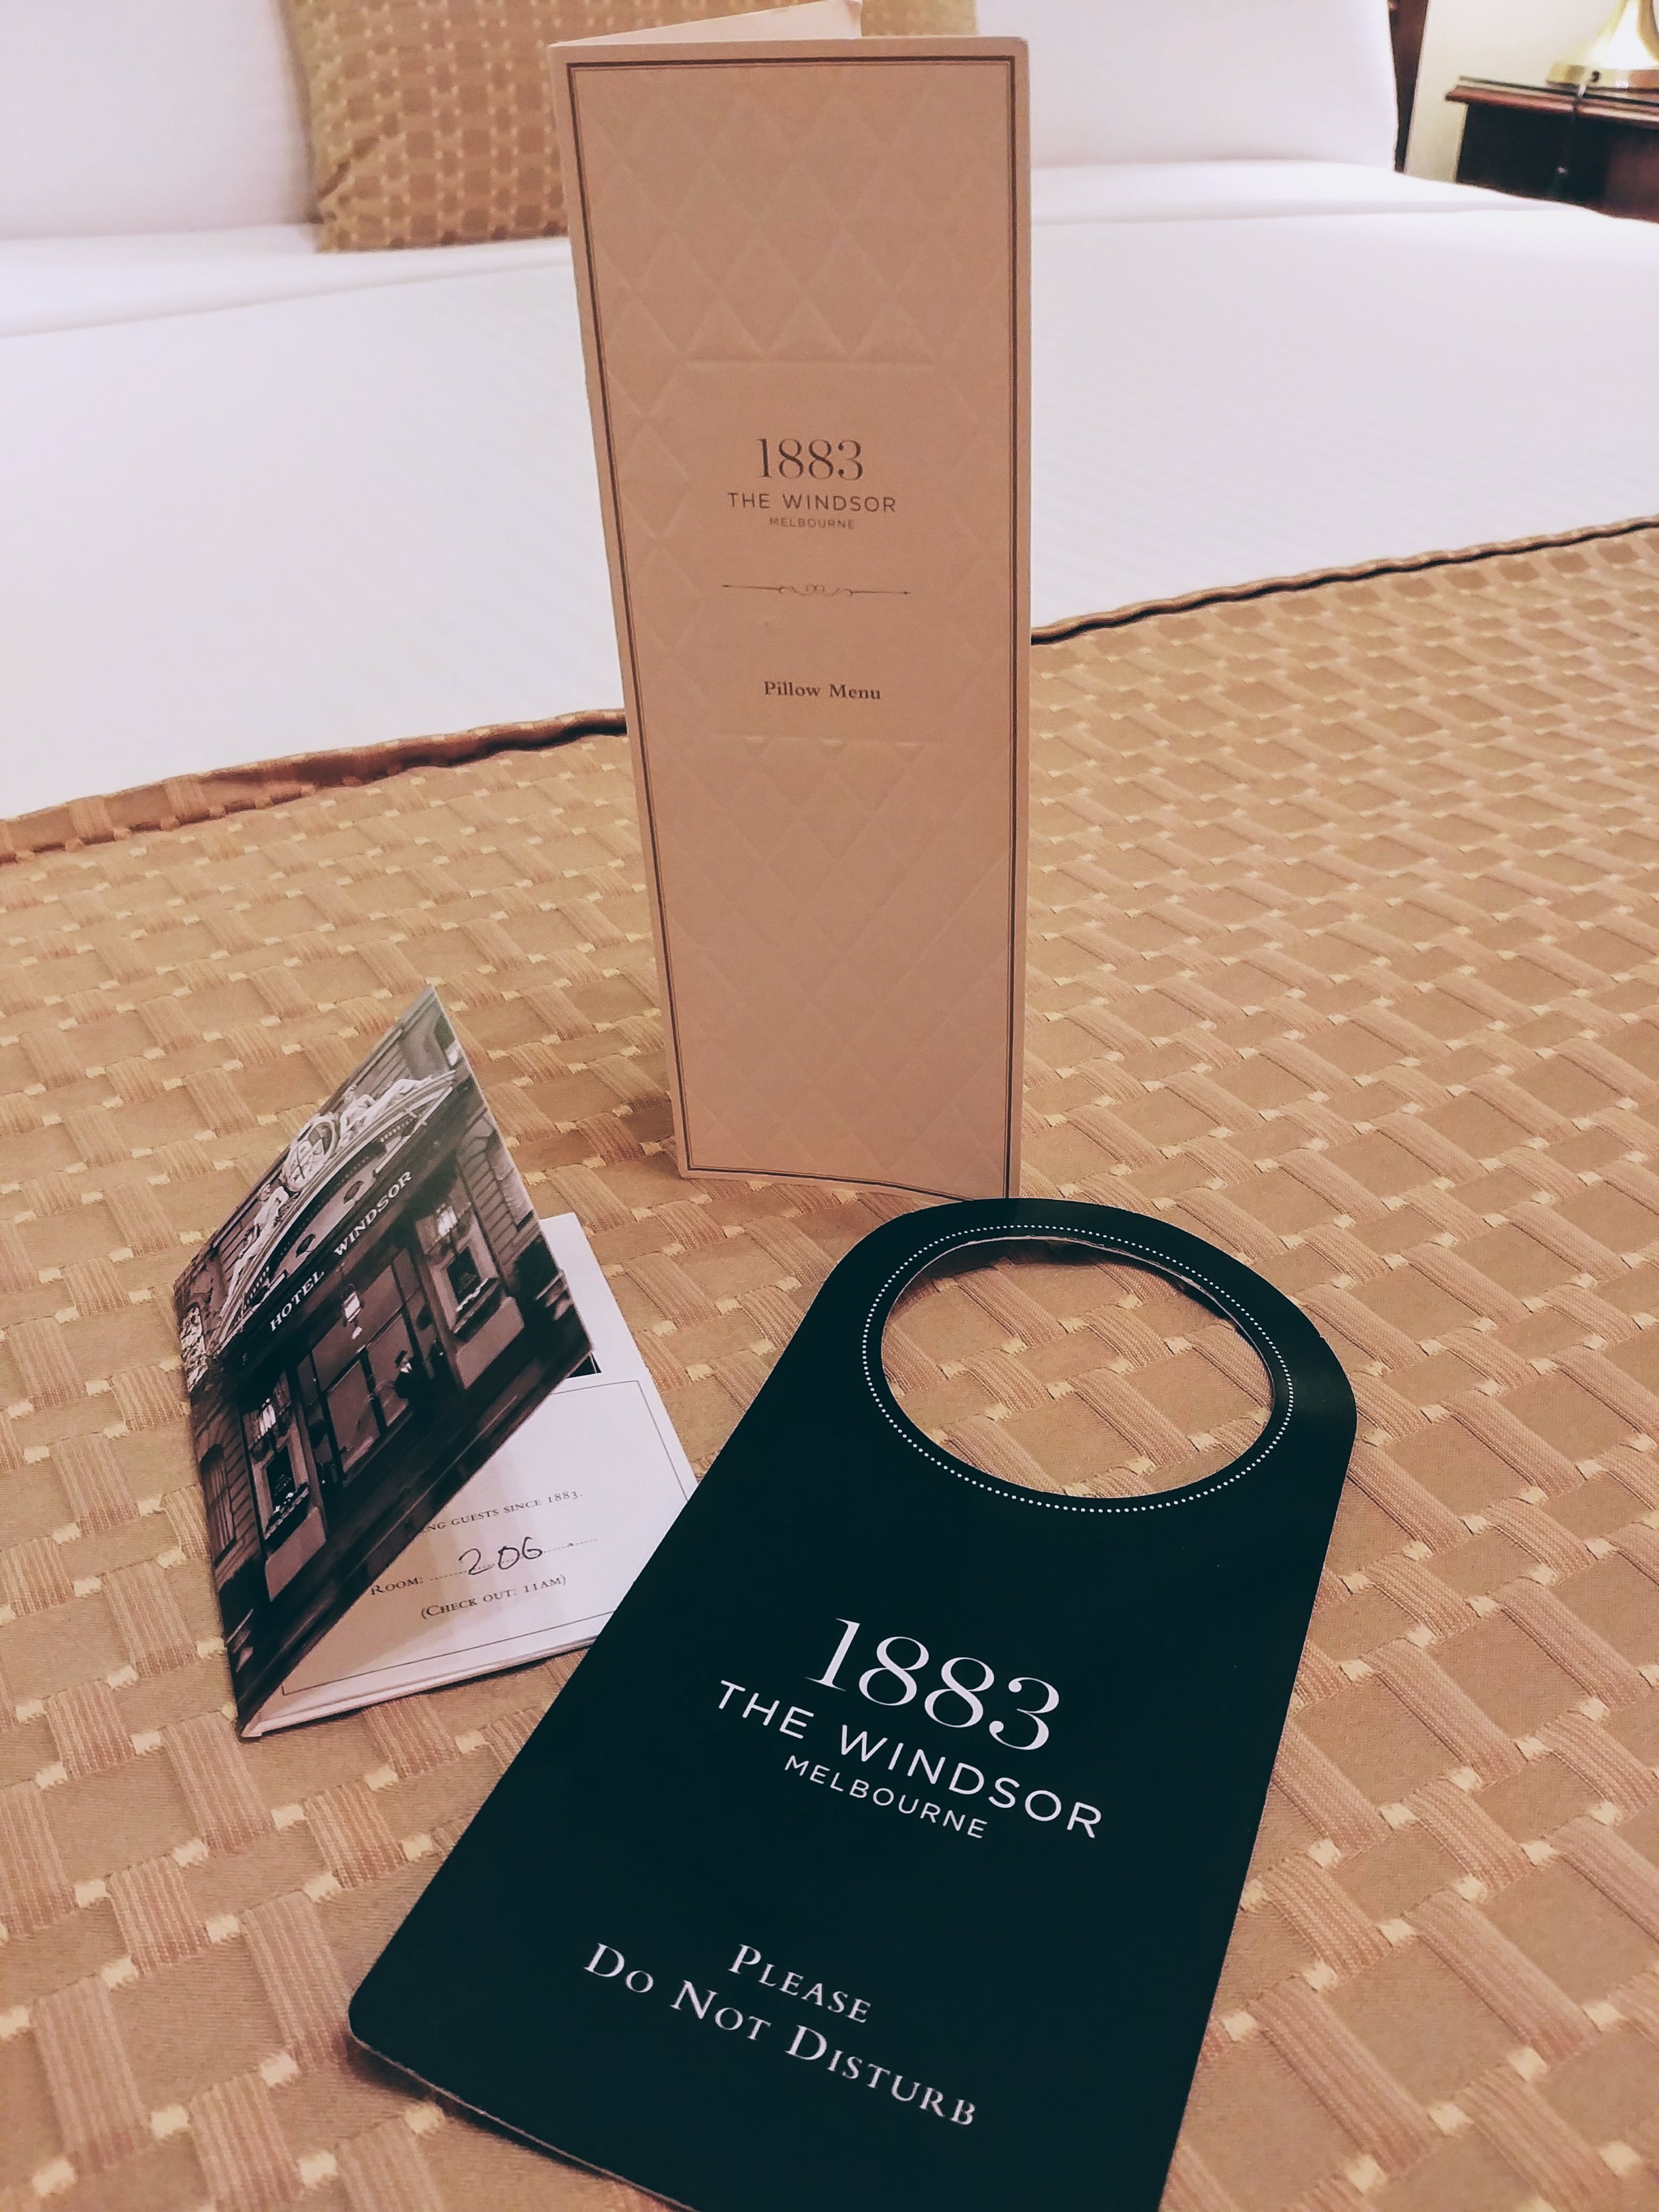 1883
THE WINDSOR
MELBOURNE
Pillow Menu
HOTEL WINDSOR
GUESTS SINCE 1883.
ROOM: 206
(CHECK OUT: 11AM)
1883
THE WINDSOR
MELBOURNE
PLEASE
DO NOT DISTURB